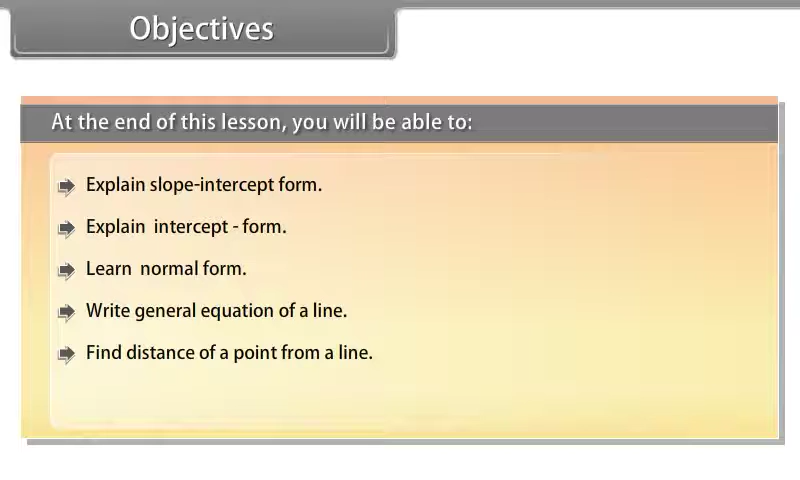 Objectives
At the end of this lesson, you will be able to:
Explain slope-intercept form.
Explain intercept - form.
Learn normal form.
Write general equation of a line.
Find distance of a point from a line.